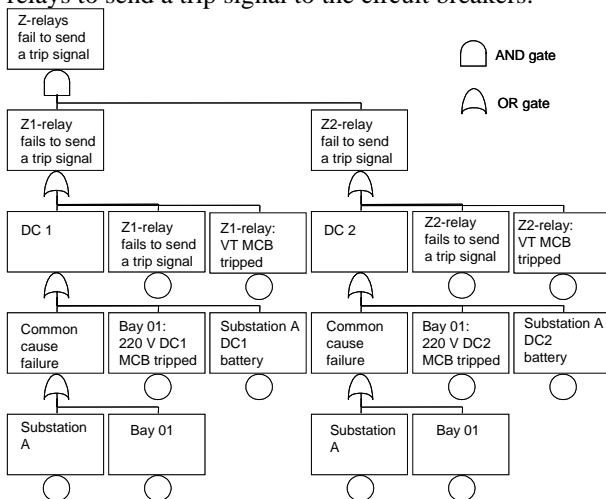 relays to send a trip signal to the circuit breakers.
Z-relays
fail to send
a trip signal
AND gate
OR gate
Z1-relay
fails to send
a trip signal
Z2-relay
fail to send
a trip signal
DC 1
Z1-relay
fails to send
a trip signal
Z1-relay:
VT MCB
tripped
DC 2
Z2-relay
fails to send
a trip signal
Z2-relay:
VT MCB
tripped
Common
cause
failure
Bay 01:
220 V DC1
MCB tripped
Substation A
DC1
battery
Common
cause
failure
Bay 01:
220 V DC2
MCB tripped
Substation A
DC2
battery
Substation
A
Bay 01
Substation
A
Bay 01